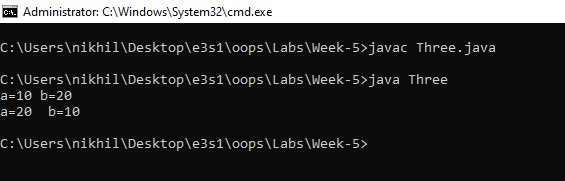 Administrator: C:\Windows\System32\cmd.exe
C:\Users\nikhil\Desktop\e3s1\oops\Labs\Week-5>javac Three.java
C:\Users\nikhil\Desktop\e3s1\oops\Labs\Week-5>java Three
a=10 b=20
a=20  b=10
C:\Users\nikhil\Desktop\e3s1\oops\Labs\Week-5>